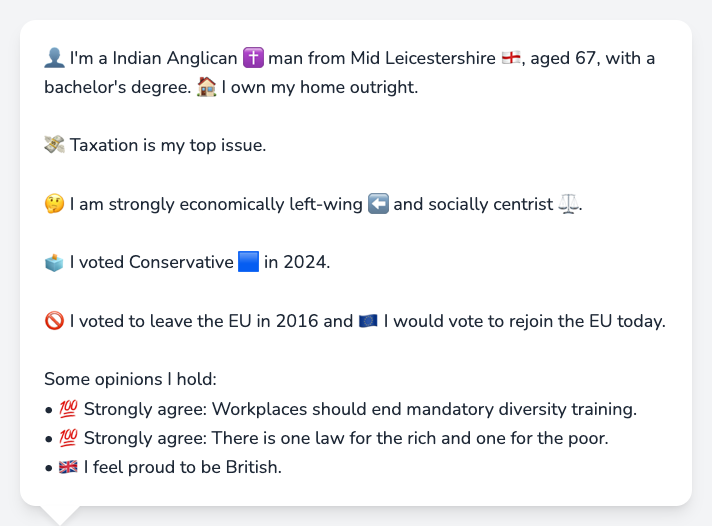 👤 I'm a Indian Anglican ✝️ man from Mid Leicestershire 🏴󠁧󠁢󠁥󠁮󠁧󠁿, aged 67, with a
bachelor's degree. 🏠 I own my home outright.
💸 Taxation is my top issue.
🤔 I am strongly economically left-wing ⬅️ and socially centrist ⚖️.
🗳️ I voted Conservative 🟦 in 2024.
🚫 I voted to leave the EU in 2016 and 🇪🇺 I would vote to rejoin the EU today.
Some opinions I hold:
• 💯 Strongly agree: Workplaces should end mandatory diversity training.
• 💯 Strongly agree: There is one law for the rich and one for the poor.
• 🇬🇧 I feel proud to be British.